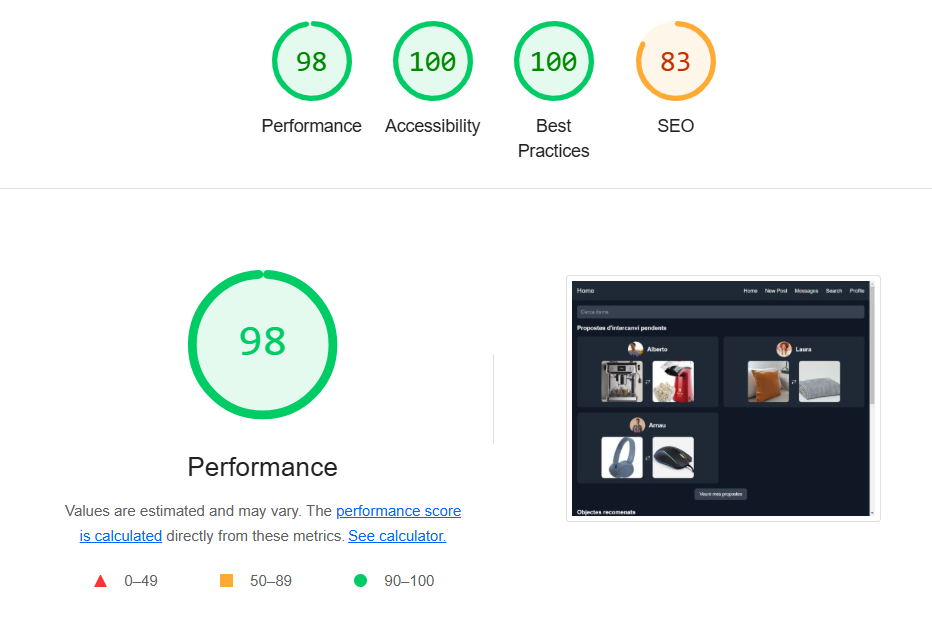 98
100
100
83
Performance
Accessibility
Best
Practices
SEO
98
Performance
Values are estimated and may vary. The performance score
is calculated directly from these metrics. See calculator.
0–49
50–89
90–100
Home
Home New Post Messages Search Profile
Cerca ítems
Propostes d'intercanvi pendents
Alberto
Laura
Arnau
Veure mes propostes
Objectes recomenats